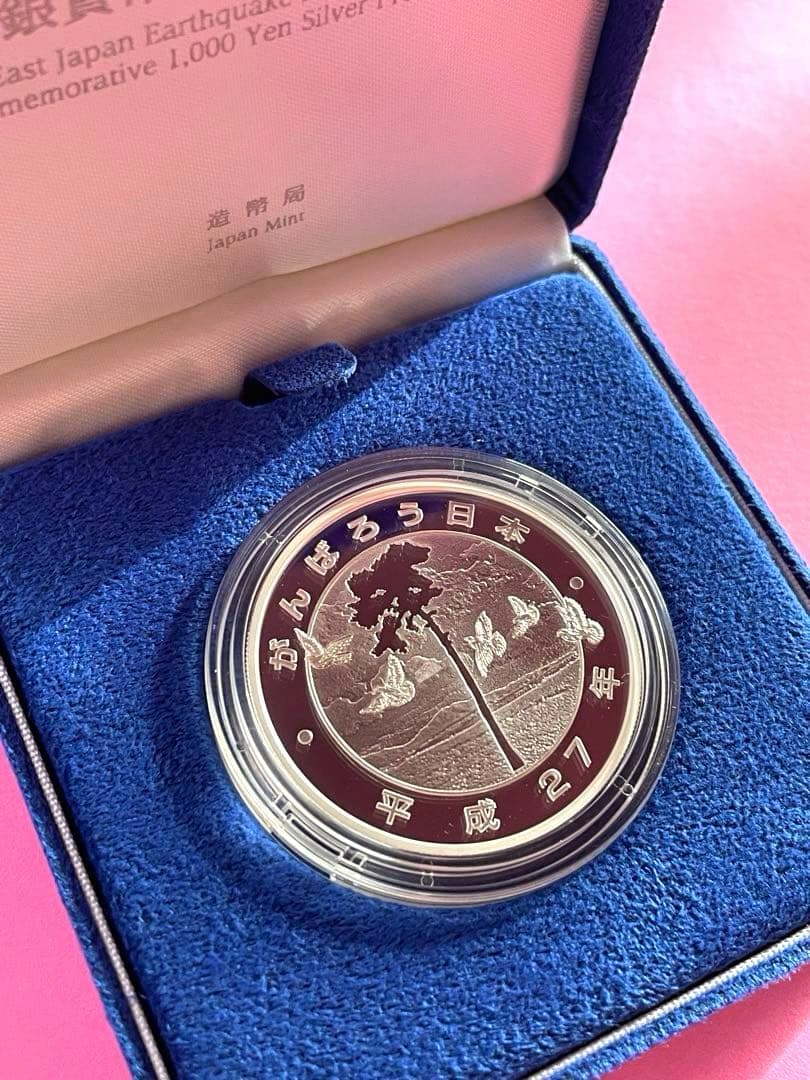 East Japan Earthquake
memorative 1,000 Yen Silver
造幣局
Japan Mint
がんばろう日本
平成27年